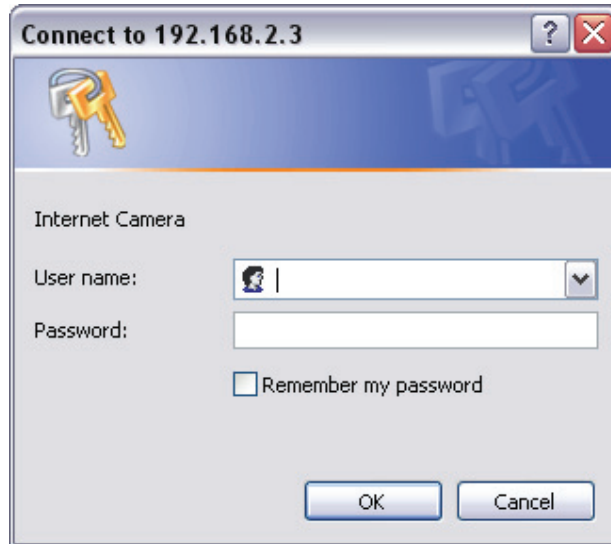 Connect to 192.168.2.3
Internet Camera
User name:
Password:
Remember my password
OK
Cancel